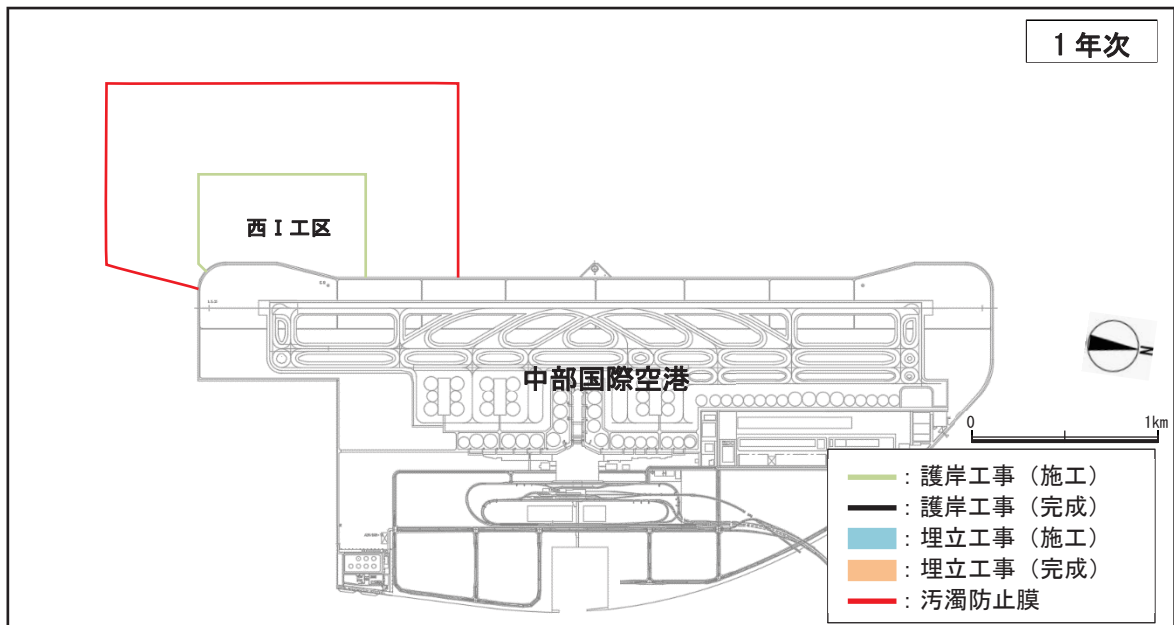 1年次
西Ⅰ工区
中部国際空港
N
0 1km
：護岸工事（施工）
：護岸工事（完成）
：埋立工事（施工）
：埋立工事（完成）
：汚濁防止膜